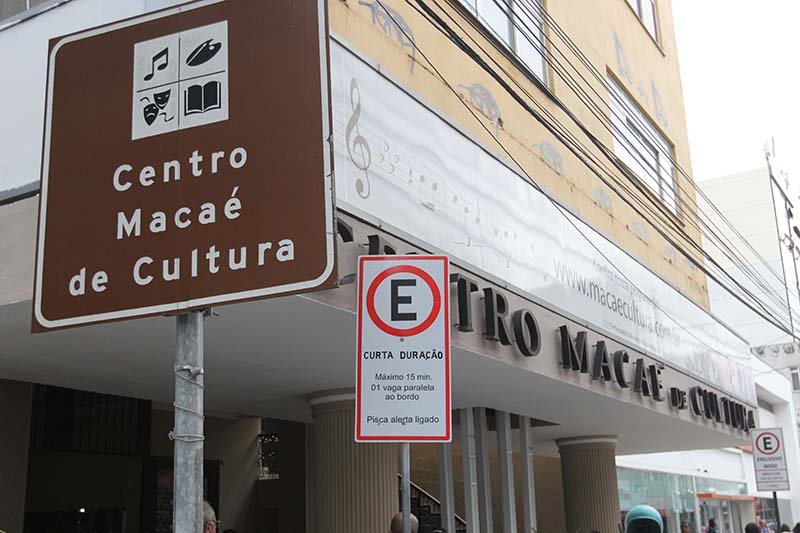 Centro
Macaé
de Cultura
E
CURTA DURAÇÃO
Máximo 15 min.
01 vaga paralela
ao bordo
Pisca alerta ligado
www.macaecultura.com.br
CENTRO MACAÉ DE CULTURA
E
EXCLUSIVO
IDOSO